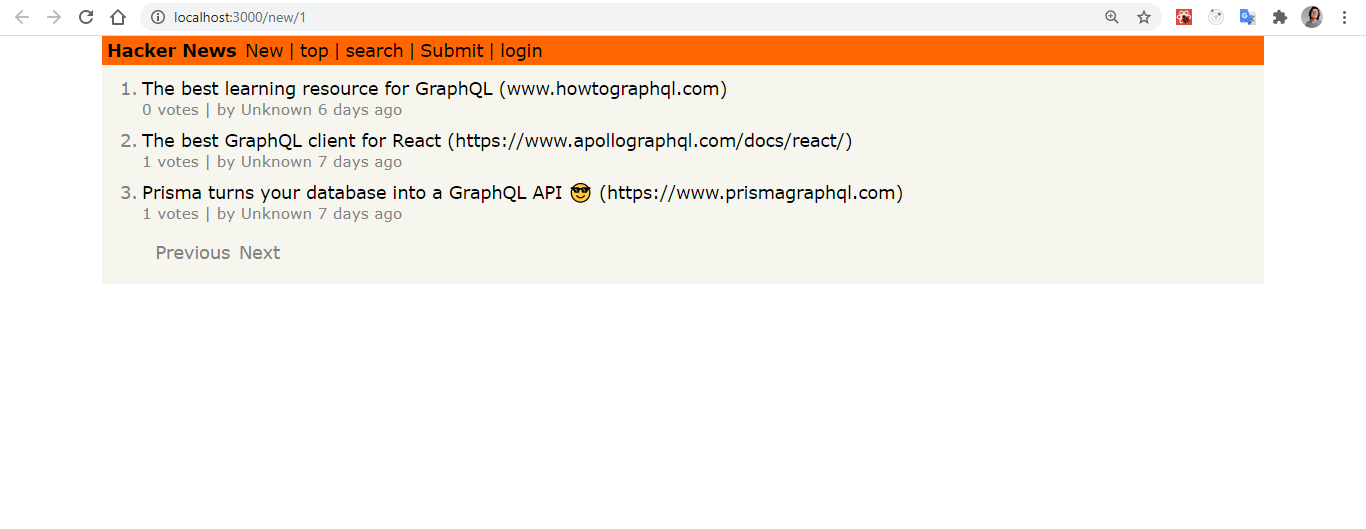 localhost:3000/new/1
Hacker News New | top | search | Submit | login
1. The best learning resource for GraphQL (www.howtographql.com)
0 votes | by Unknown 6 days ago
2. The best GraphQL client for React (https://www.apollographql.com/docs/react/)
1 votes | by Unknown 7 days ago
3. Prisma turns your database into a GraphQL API 😎 (https://www.prismagraphql.com)
1 votes | by Unknown 7 days ago
Previous Next